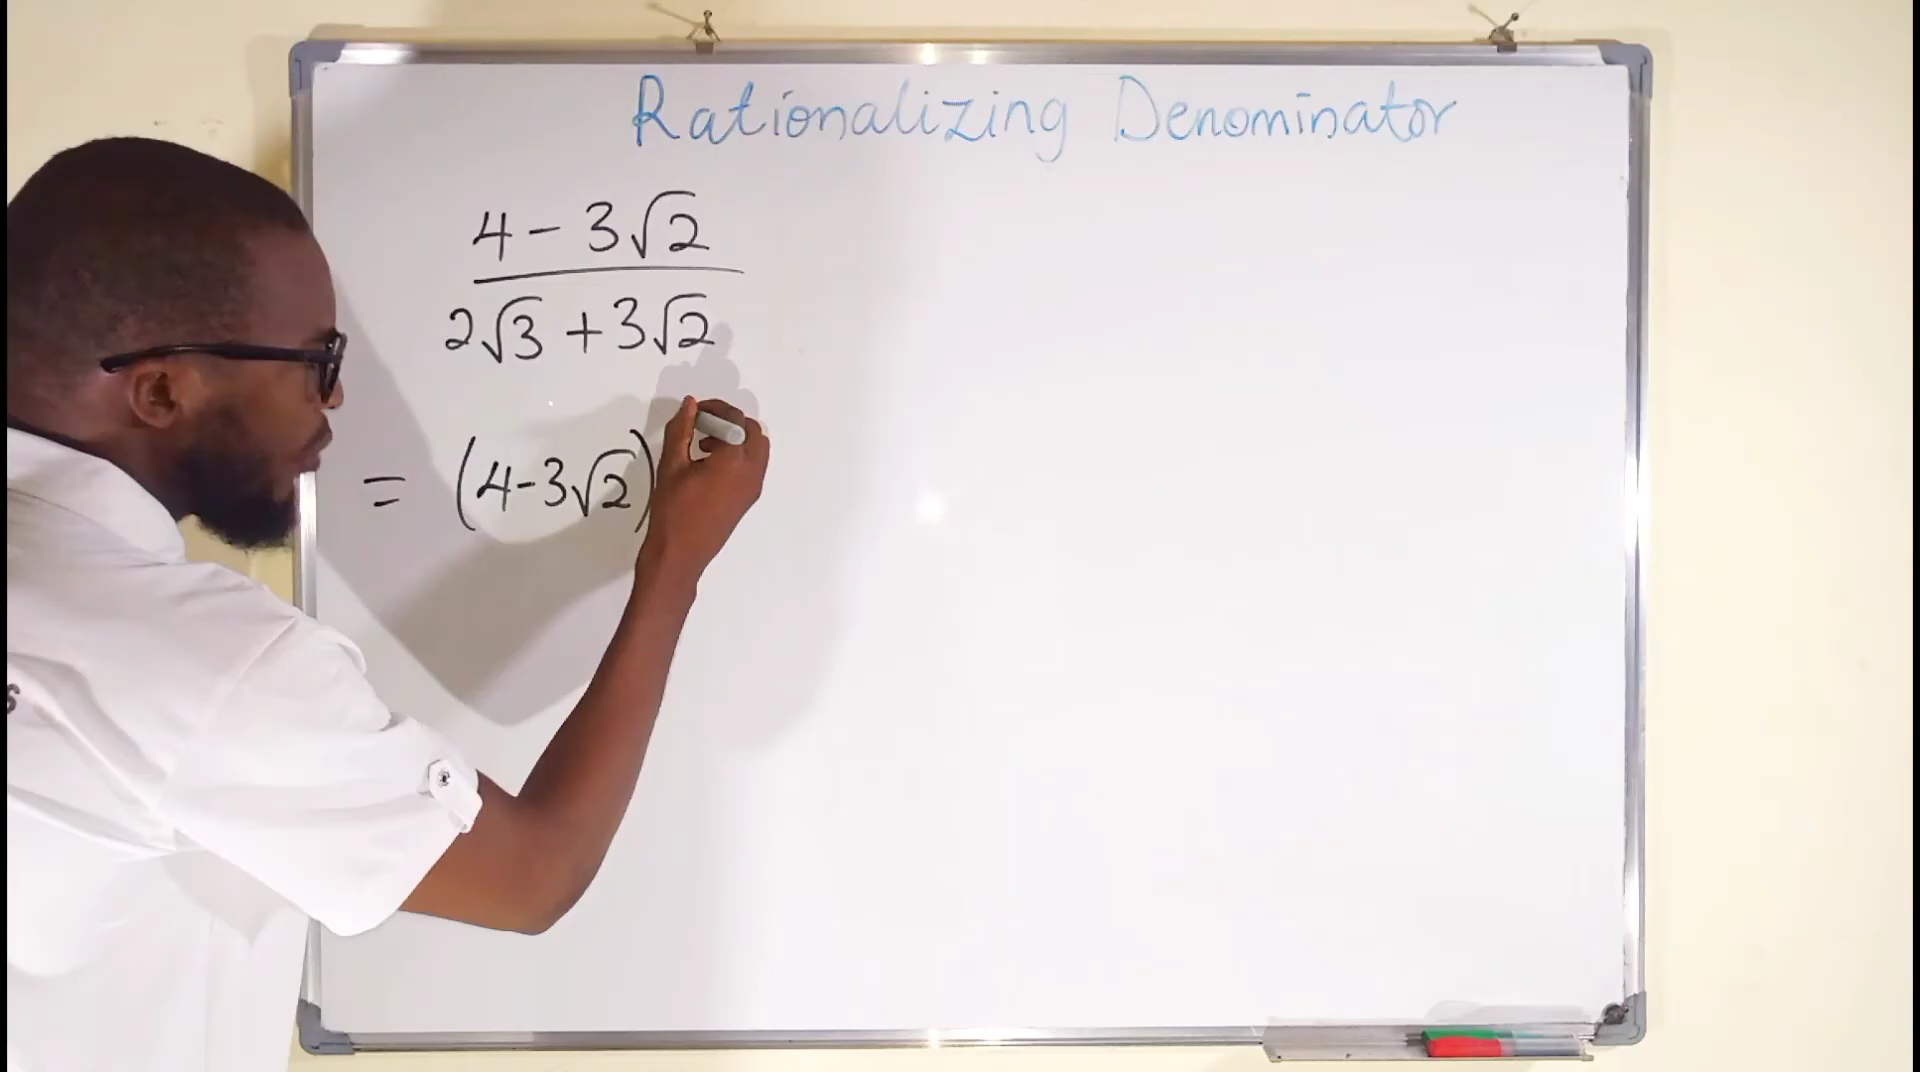 Rationalizing Denominator
4 - 3√2
2√3 + 3√2
= (4-3√2)